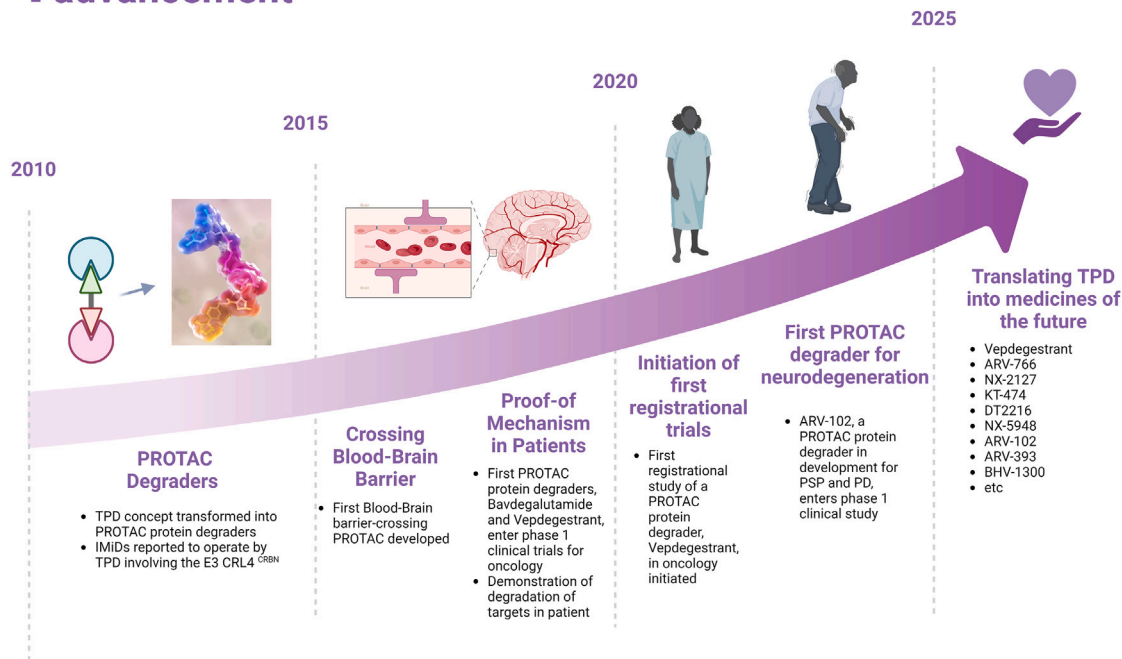 advancement
2010
2015
2020
2025
PROTAC
Degraders
• TPD concept transformed into
PROTAC protein degraders
• IMiDs reported to operate by
TPD involving the E3 CRL4 CRBN
Crossing
Blood-Brain
Barrier
• First Blood-Brain
barrier-crossing
PROTAC developed
Proof-of
Mechanism
in Patients
• First PROTAC
protein degraders,
Bavdegalutamide
and Vepdegestrant,
enter phase 1
clinical trials for
oncology
• Demonstration of
degradation of
targets in patient
Initiation of
first
registrational
trials
• First
registrational
study of a
PROTAC
protein
degrader,
Vepdegestrant,
in oncology
initiated
First PROTAC
degrader for
neurodegeneration
• ARV-102, a
PROTAC protein
degrader in
development for
PSP and PD,
enters phase 1
clinical study
Translating TPD
into medicines of
the future
• Vepdegestrant
• ARV-766
• NX-2127
• KT-474
• DT2216
• NX-5948
• ARV-102
• ARV-393
• BHV-1300
• etc